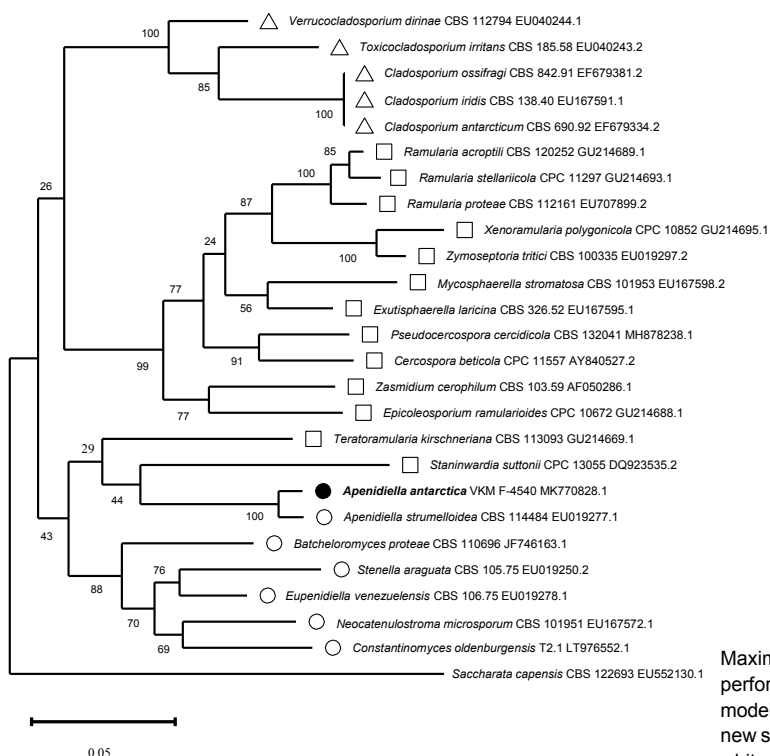 100
Verrucocladosporium dirinae CBS 112794 EU040244.1
Toxicocladosporium irritans CBS 185.58 EU040243.2
85
Cladosporium ossifragi CBS 842.91 EF679381.2
Cladosporium iridis CBS 138.40 EU167591.1
100
Cladosporium antarcticum CBS 690.92 EF679334.2
26
85
Ramularia acroptili CBS 120252 GU214689.1
100
Ramularia stellariicola CPC 11297 GU214693.1
87
Ramularia proteae CBS 112161 EU707899.2
Xenoramularia polygonicola CPC 10852 GU214695.1
24
100
Zymoseptoria tritici CBS 100335 EU019297.2
77
Mycosphaerella stromatosa CBS 101953 EU167598.2
56
Exutisphaerella laricina CBS 326.52 EU167595.1
Pseudocercospora cercidicola CBS 132041 MH878238.1
99
91
Cercospora beticola CPC 11557 AY840527.2
Zasmidium cerophilum CBS 103.59 AF050286.1
77
Epicoleosporium ramularioides CPC 10672 GU214688.1
29
Teratoramularia kirschneriana CBS 113093 GU214669.1
Staninwardia suttonii CPC 13055 DQ923535.2
44
Apenidiella antarctica VKM F-4540 MK770828.1
100
Apenidiella strumelloidea CBS 114484 EU019277.1
43
Batcheloromyces proteae CBS 110696 JF746163.1
76
Stenella araguata CBS 105.75 EU019250.2
88
Eupenidiella venezuelensis CBS 106.75 EU019278.1
70
Neocatenulostroma microsporum CBS 101951 EU167572.1
69
Constantinomyces oldenburgensis T2.1 LT976552.1
Saccharata capensis CBS 122693 EU552130.1
0.05
Maxim
perfor
mode
new s